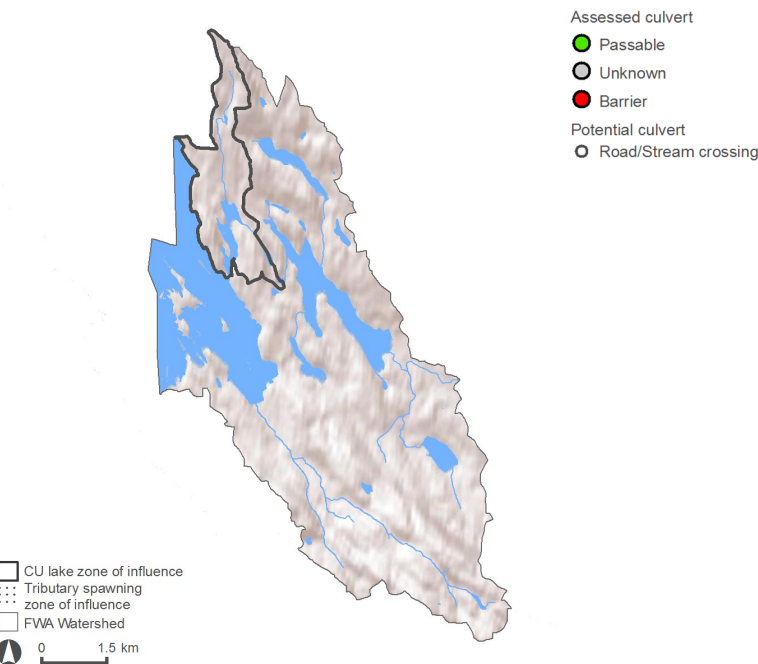 Assessed culvert
Passable
Unknown
Barrier
Potential culvert
Road/Stream crossing
CU lake zone of influence
Tributary spawning
zone of influence
FWA Watershed
0 1.5 km